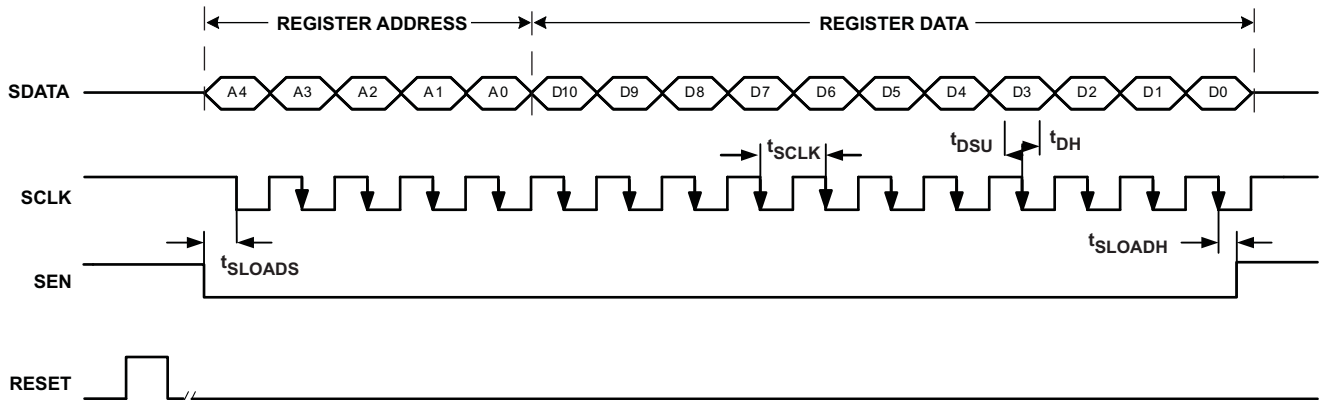 REGISTER ADDRESS REGISTER DATA
SDATA A4 A3 A2 A1 A0 D10 D9 D8 D7 D6 D5 D4 D3 D2 D1 D0
tSCLK tDSU tDH
SCLK
tSLOADS tSLOADH
SEN
RESET